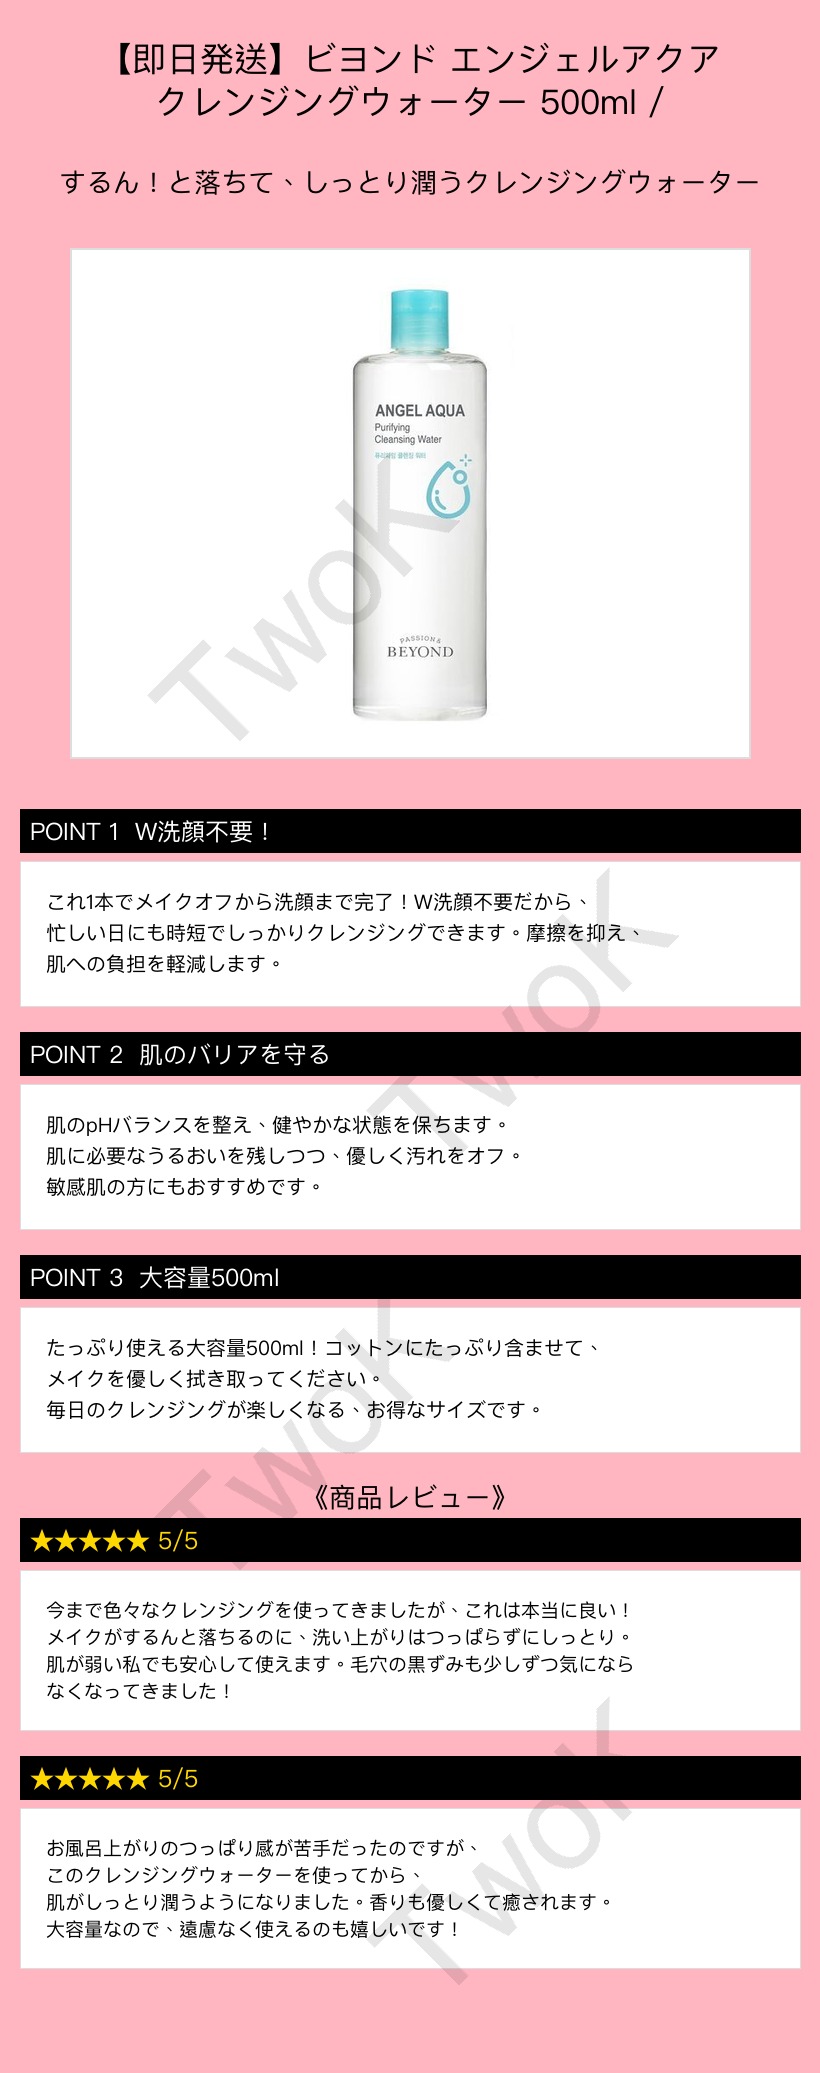 【即日発送】ビヨンド エンジェルアクア
クレンジングウォーター 500ml /
するん！と落ちて、しっとり潤うクレンジングウォーター
ANGEL AQUA
Purifying
Cleansing Water
퓨리파잉 클렌징 워터
PASSION&
BEYOND
TwoK
POINT 1 W洗顔不要！
これ1本でメイクオフから洗顔まで完了！W洗顔不要だから、
忙しい日にも時短でしっかりクレンジングできます。摩擦を抑え、
肌への負担を軽減します。
TwoK
POINT 2 肌のバリアを守る
肌のpHバランスを整え、健やかな状態を保ちます。
肌に必要なうるおいを残しつつ、優しく汚れをオフ。
敏感肌の方にもおすすめです。
POINT 3 大容量500ml
たっぷり使える大容量500ml！コットンにたっぷり含ませて、
メイクを優しく拭き取ってください。
毎日のクレンジングが楽しくなる、お得なサイズです。
TwoK
《商品レビュー》
★★★★★ 5/5
今まで色々なクレンジングを使ってきましたが、これは本当に良い！
メイクがするんと落ちるのに、洗い上がりはつっぱらずにしっとり。
肌が弱い私でも安心して使えます。毛穴の黒ずみも少しずつ気になら
なくなってきました！
★★★★★ 5/5
お風呂上がりのつっぱり感が苦手だったのですが、
このクレンジングウォーターを使ってから、
肌がしっとり潤うようになりました。香りも優しくて癒されます。
大容量なので、遠慮なく使えるのも嬉しいです！
TwoK